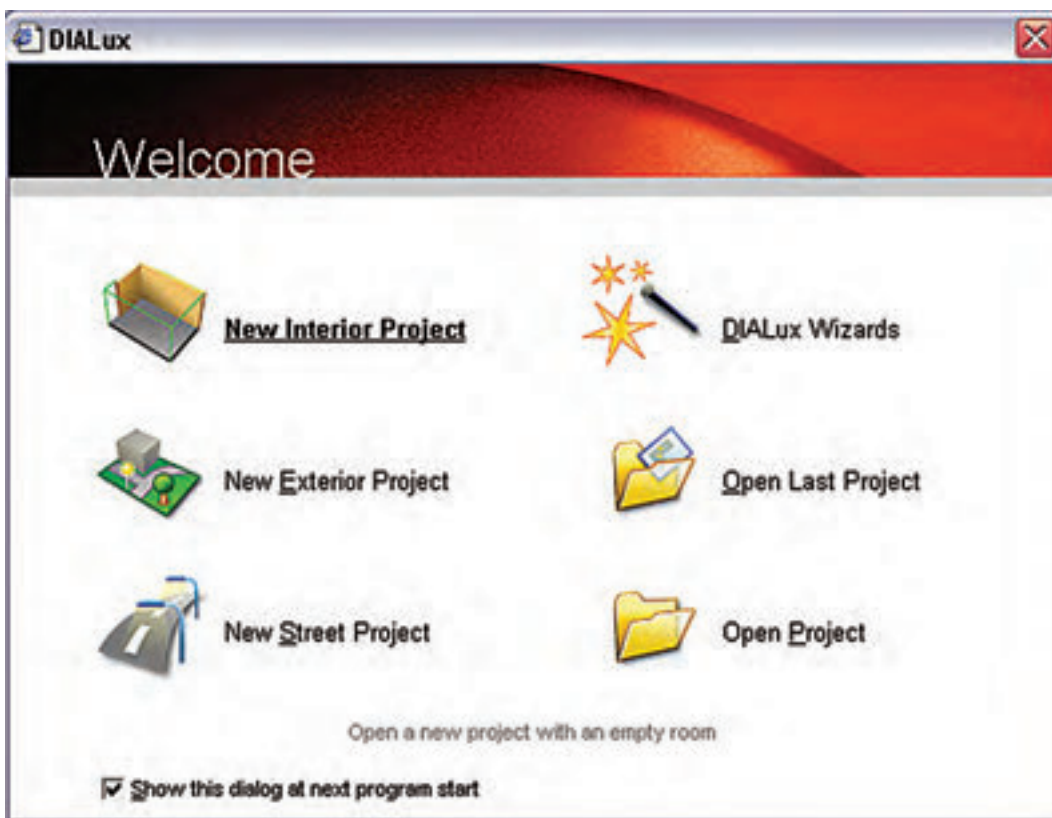 DIALux
Welcome
New Interior Project
DIALux Wizards
New Exterior Project
Open Last Project
New Street Project
Open Project
Open a new project with an empty room
Show this dialog at next program start